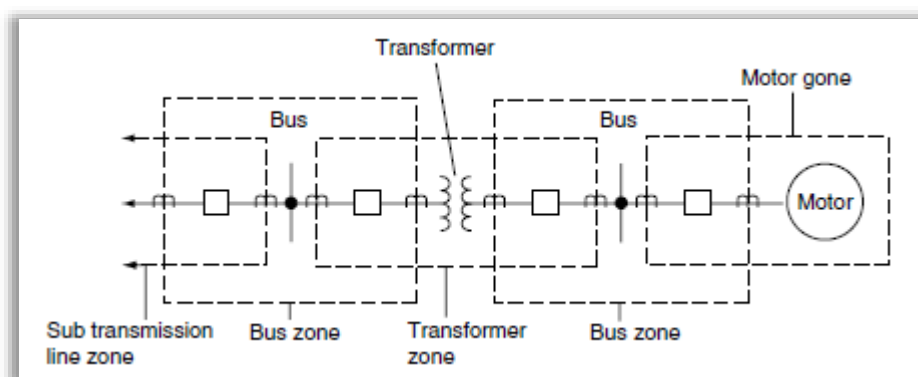 Transformer
Motor gone
Bus
Bus
Motor
Sub transmission
line zone
Bus zone
Transformer
zone
Bus zone